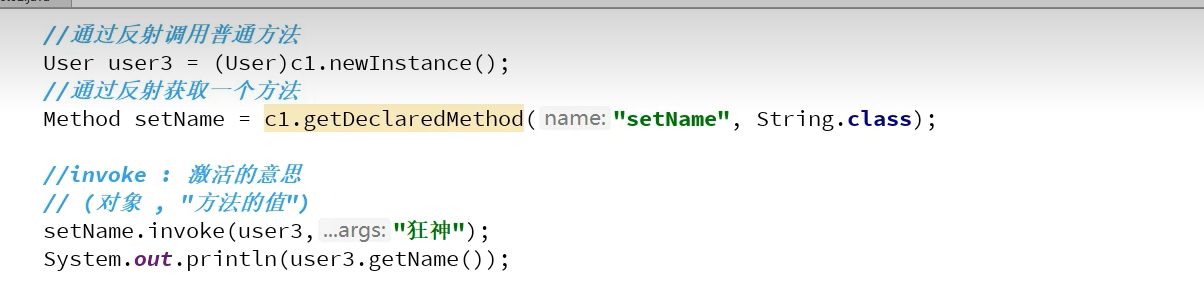 //通过反射调用普通方法
User user3 = (User)c1.newInstance();
//通过反射获取一个方法
Method setName = c1.getDeclaredMethod( name: "setName", String.class);
//invoke : 激活的意思
// (对象 , "方法的值")
setName.invoke(user3, ...args: "狂神");
System.out.println(user3.getName());